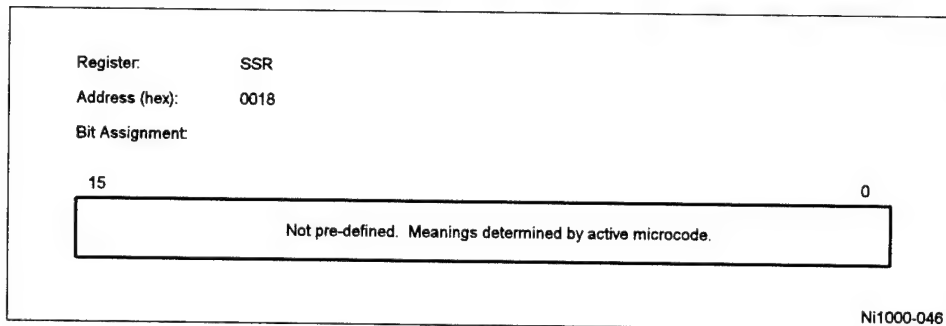 Register: SSR
Address (hex): 0018
Bit Assignment:
15 0
Not pre-defined. Meanings determined by active microcode.
Ni1000-046